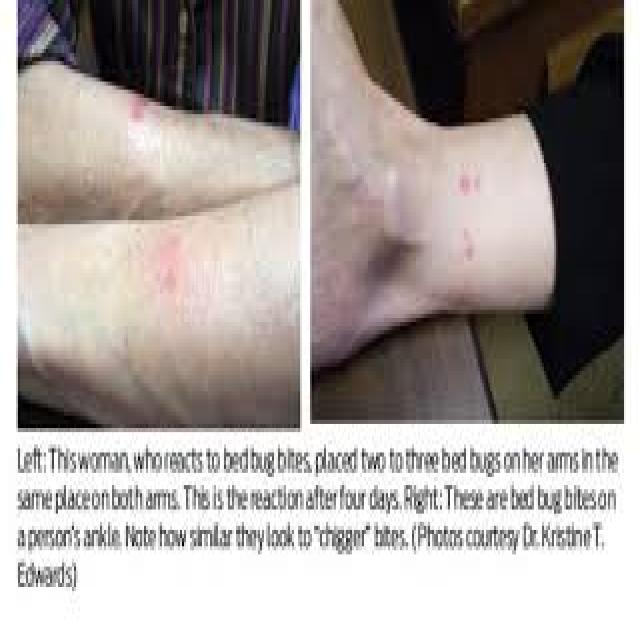 Left: This woman, who reacts to bed bug bites, placed two to three bed bugs on her arms in the
same place on both arms. This is the reaction after four days. Right: These are bed bug bites on
a person's ankle. Note how similar they look to "chigger" bites. (Photos courtesy Dr. Kristine T.
Edwards)